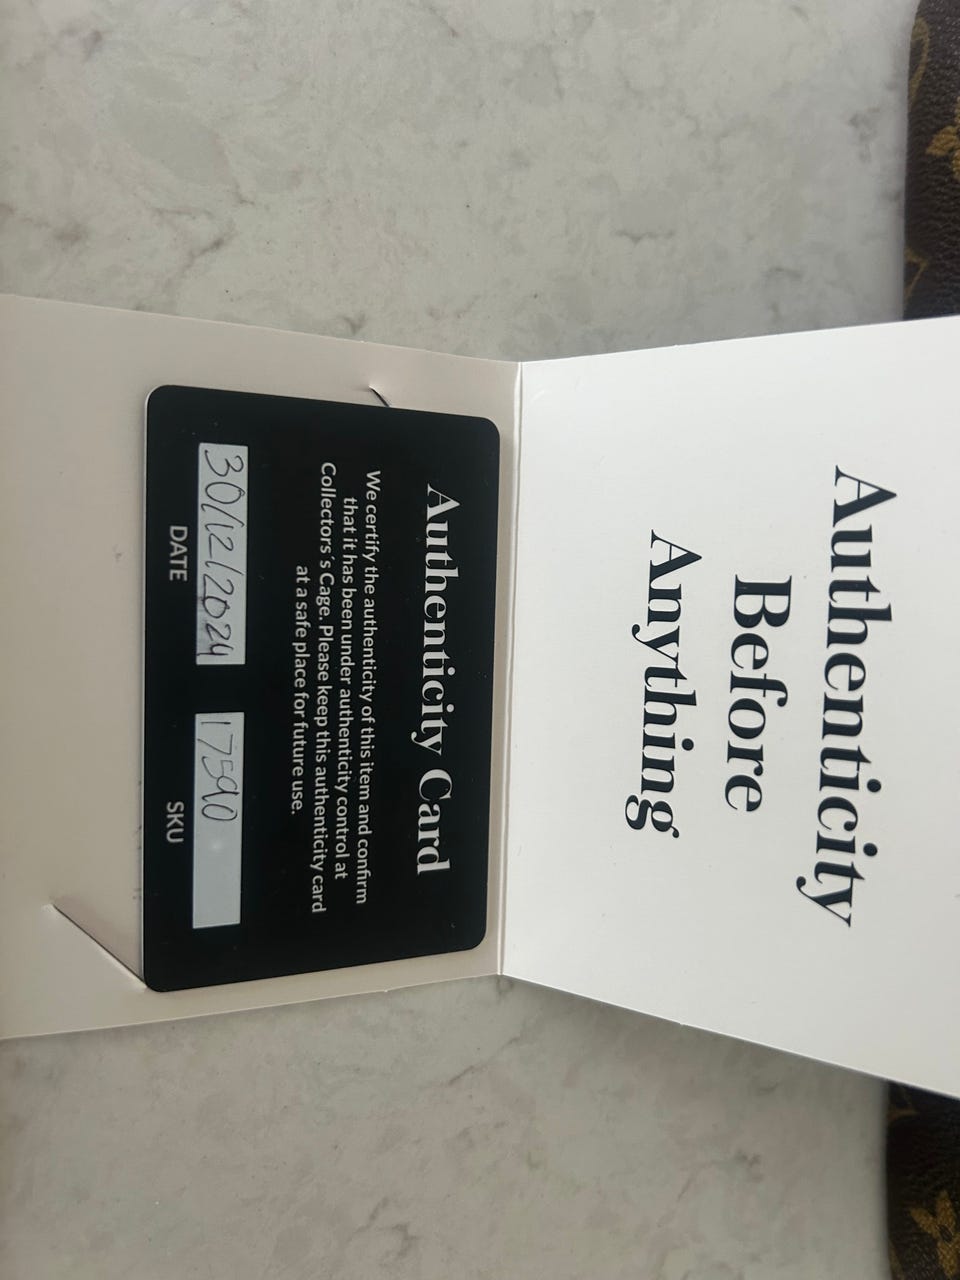 Authenticity
Before
Anything
Authenticity Card
We certify the authenticity of this item and confirm
that it has been under authenticity control at
Collectors´s Cage. Please keep this authenticity card
at a safe place for future use.
30/12/2024
17590
DATE
SKU